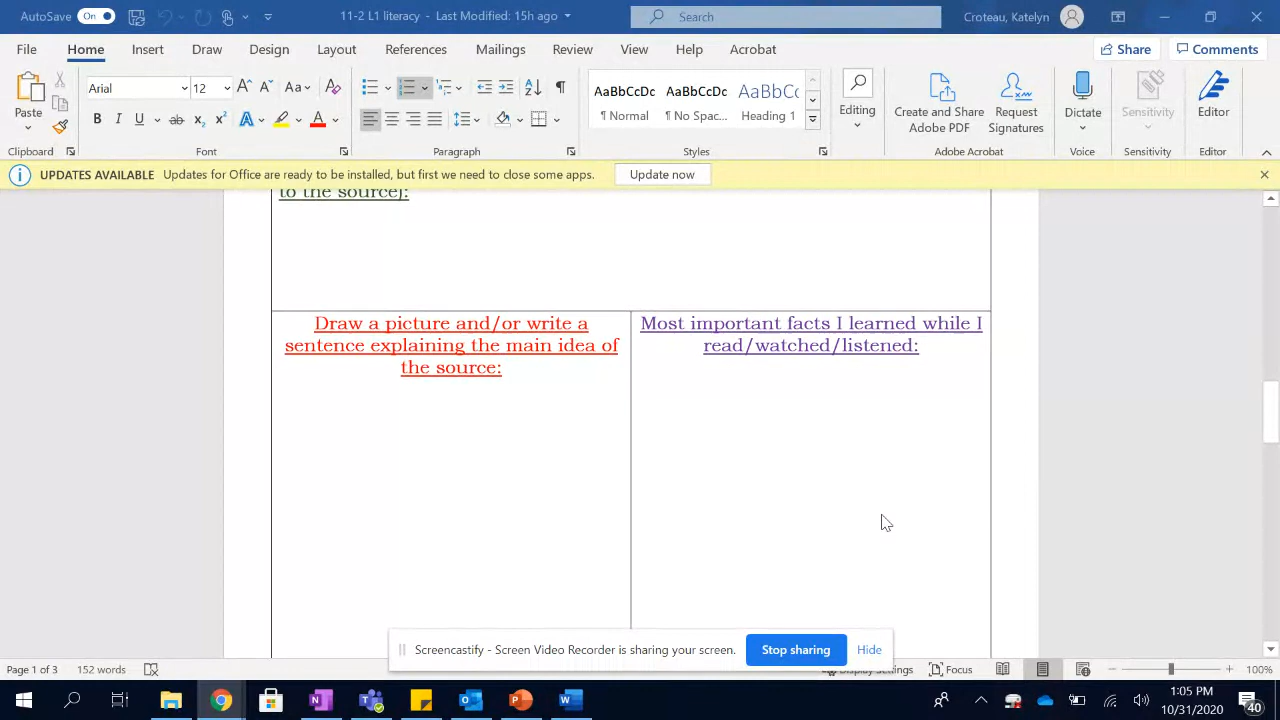 AutoSave On 11-2 L1 literacy - Last Modified: 15h ago Search Croteau, Katelyn
File Home Insert Draw Design Layout References Mailings Review View Help Acrobat Share Comments
Paste Arial 12 Aa AaBbCcDc AaBbCcDc AaBbCc Editing Create and Share Adobe PDF Request Signatures Dictate Sensitivity Editor
B I U ab x₂ x² A A ¶ Normal ¶ No Spac... Heading 1
Clipboard Font Paragraph Styles Adobe Acrobat Voice Sensitivity Editor
UPDATES AVAILABLE Updates for Office are ready to be installed, but first we need to close some apps. Update now
to the source):
Draw a picture and/or write a
sentence explaining the main idea of
the source:
Most important facts I learned while I
read/watched/listened:
Screencastify - Screen Video Recorder is sharing your screen. Stop sharing Hide
Page 1 of 3 152 words Display Settings Focus 100%
1:05 PM
10/31/2020 40